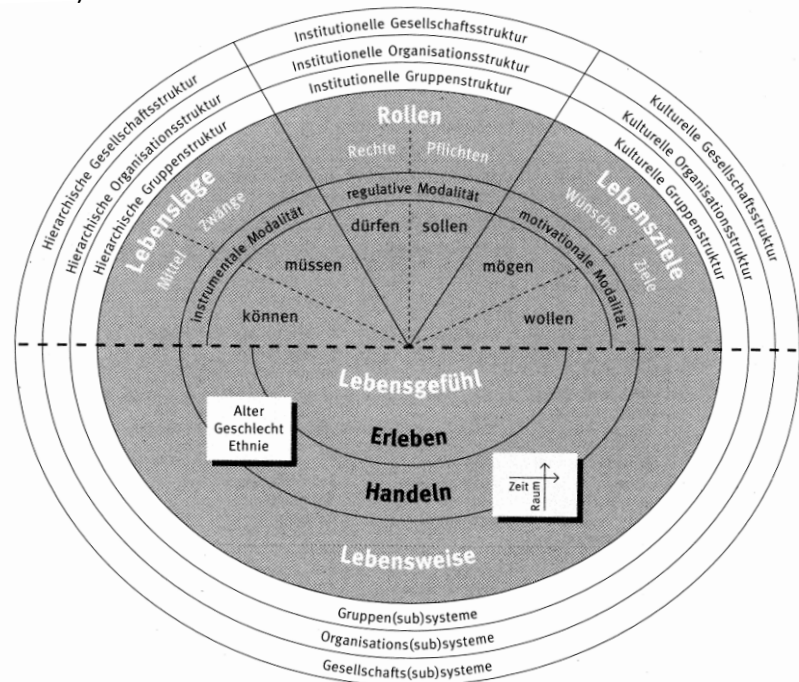 Institutionelle Gesellschaftsstruktur
Institutionelle Organisationsstruktur
Institutionelle Gruppenstruktur
Hierarchische Gesellschaftsstruktur
Hierarchische Organisationsstruktur
Hierarchische Gruppenstruktur
Kulturelle Gesellschaftsstruktur
Kulturelle Organisationsstruktur
Kulturelle Gruppenstruktur
Rollen
Rechte
Pflichten
Lebenslage
Mittel
Zwänge
Lebensziele
Wünsche
Ziele
instrumentale Modalität
regulative Modalität
motivationale Modalität
können
müssen
dürfen
sollen
mögen
wollen
Lebensgefühl
Erleben
Handeln
Lebensweise
Alter
Geschlecht
Ethnie
Zeit
Raum
Gruppen(sub)systeme
Organisations(sub)systeme
Gesellschafts(sub)systeme